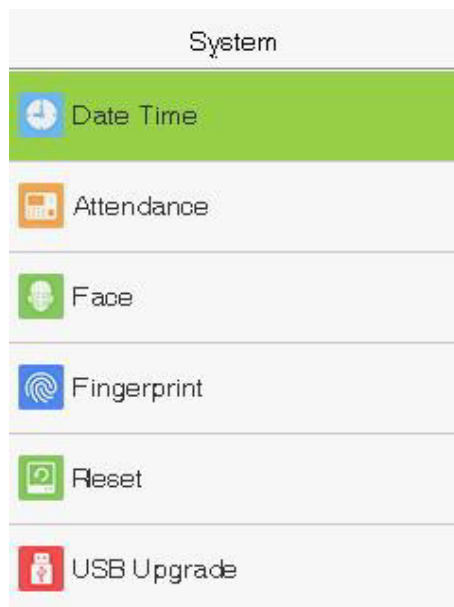 System
Date Time
Attendance
Face
Fingerprint
Reset
USB Upgrade